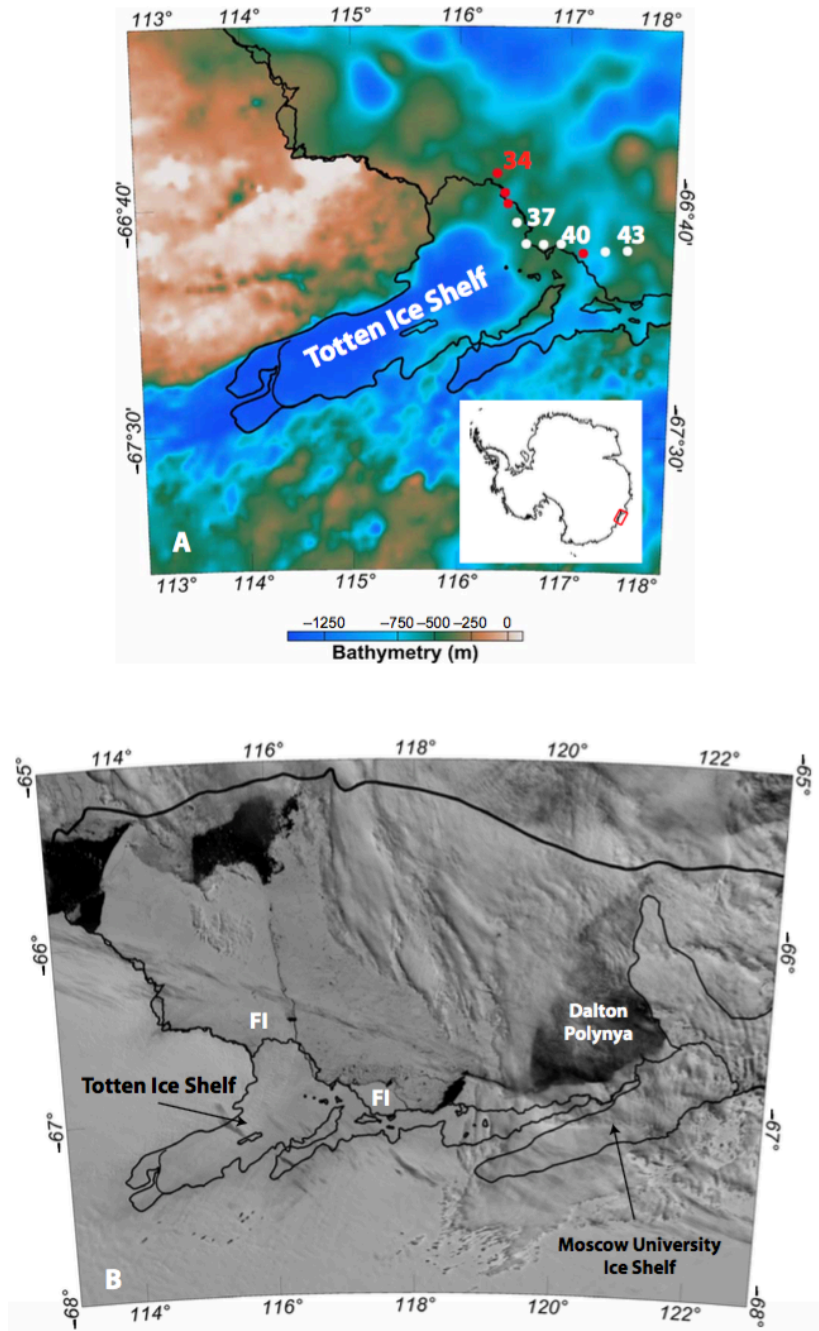 113° 114° 115° 116° 117° 118°
34
−66°40' −66°40'
37
40 43
Totten Ice Shelf
−67°30' −67°30'
A
113° 114° 115° 116° 117° 118°
−1250 −750 −500 −250 0
Bathymetry (m)
114° 116° 118° 120° 122°
−65° −65°
−66° −66°
Dalton
Polynya
FI
Totten Ice Shelf
FI
−67° −67°
Moscow University
Ice Shelf
B
−68° −68°
114° 116° 118° 120° 122°